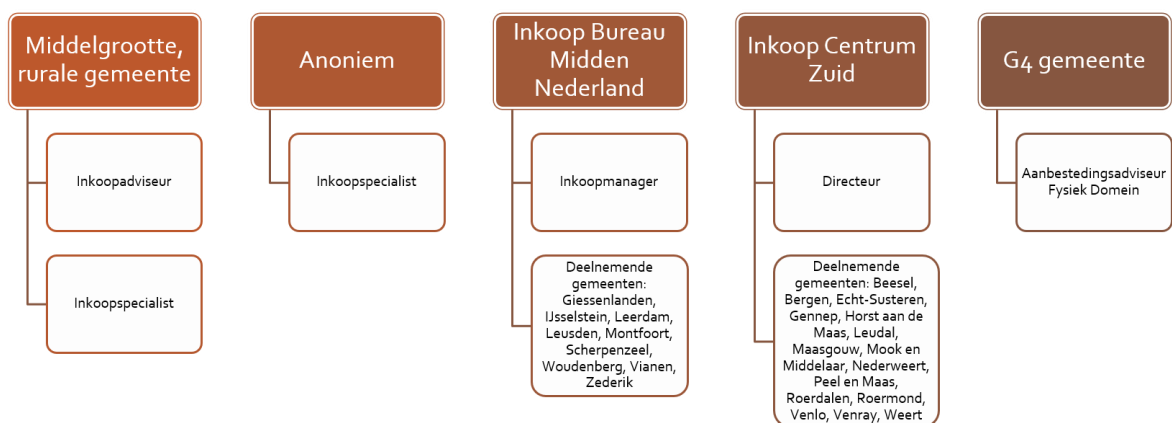 Middelgrootte,
rurale gemeente
Inkoopadviseur
Inkoopspecialist
Anoniem
Inkoopspecialist
Inkoop Bureau
Midden
Nederland
Inkoopmanager
Deelnemende
gemeenten:
Giessenlanden,
IJsselstein, Leerdam,
Leusden, Montfoort,
Scherpenzeel,
Woudenberg, Vianen,
Zederik
Inkoop Centrum
Zuid
Directeur
Deelnemende
gemeenten: Beesel,
Bergen, Echt-Susteren,
Gennep, Horst aan de
Maas, Leudal,
Maasgouw, Mook en
Middelaar, Nederweert,
Peel en Maas,
Roerdalen, Roermond,
Venlo, Venray, Weert
G4 gemeente
Aanbestedingsadviseur
Fysiek Domein